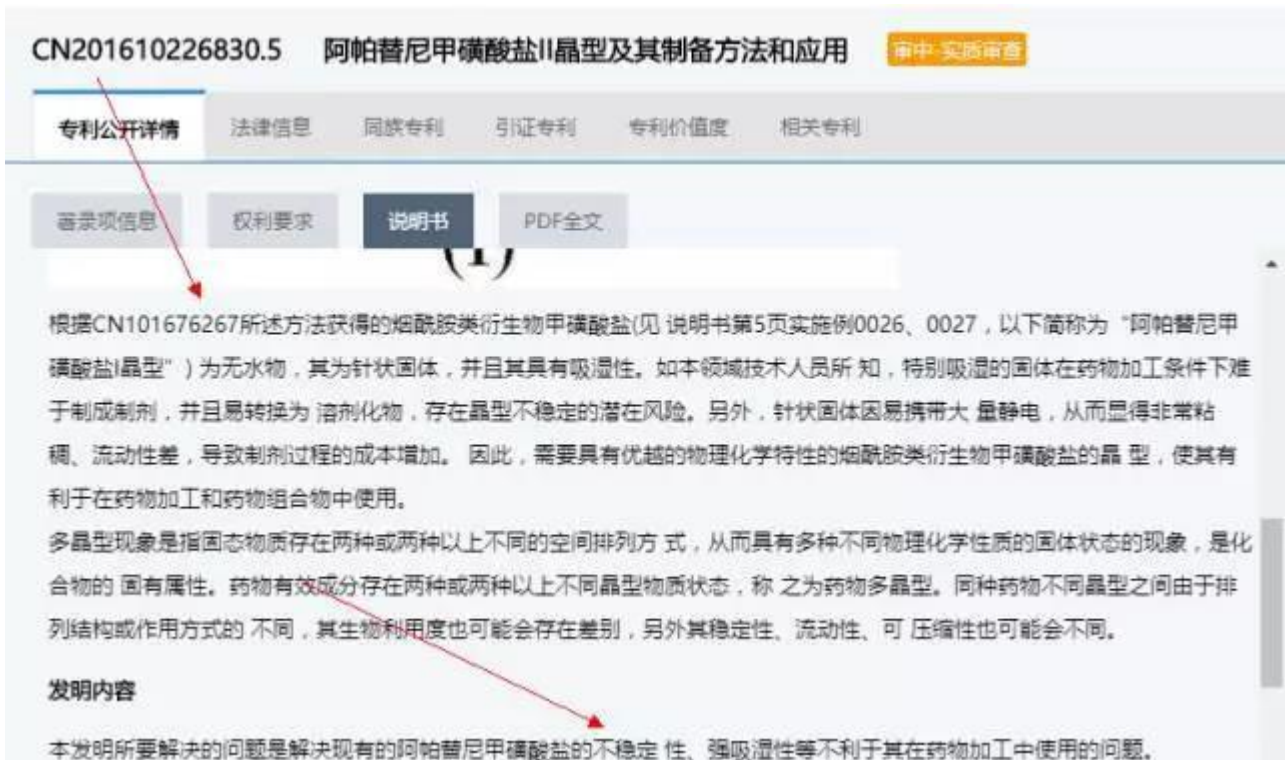 CN201610226830.5 阿帕替尼甲磺酸盐II晶型及其制备方法和应用 审中-实质审查
专利公开详情 法律信息 同族专利 引证专利 专利价值度 相关专利
著录项信息 权利要求 说明书 PDF全文
(I)
根据CN101676267所述方法获得的烟酰胺类衍生物甲磺酸盐(见 说明书第5页实施例0026、0027，以下简称为“阿帕替尼甲
磺酸盐I晶型”) 为无水物，其为针状固体，并且其具有吸湿性。如本领域技术人员所 知，特别吸湿的固体在药物加工条件下难
于制成制剂，并且易转换为 溶剂化物，存在晶型不稳定的潜在风险。另外，针状固体因易携带大 量静电，从而显得非常粘
稠、流动性差，导致制剂过程的成本增加。 因此，需要具有优越的物理化学特性的烟酰胺类衍生物甲磺酸盐的晶 型，使其有
利于在药物加工和药物组合物中使用。
多晶型现象是指固态物质存在两种或两种以上不同的空间排列方 式，从而具有多种不同物理化学性质的固体状态的现象，是化
合物的 固有属性。药物有效成分存在两种或两种以上不同晶型物质状态，称 之为药物多晶型。同种药物不同晶型之间由于排
列结构或作用方式的 不同，其生物利用度也可能会存在差别，另外其稳定性、流动性、可 压缩性也可能会不同。
发明内容
本发明所要解决的问题是解决现有的阿帕替尼甲磺酸盐的不稳定 性、强吸湿性等不利于其在药物加工中使用的问题。